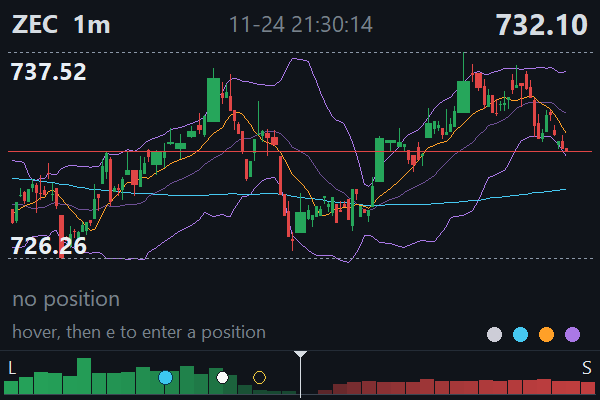 ZEC 1m 11-24 21:30:14 732.10
737.52
726.26
no position
hover, then e to enter a position
L S